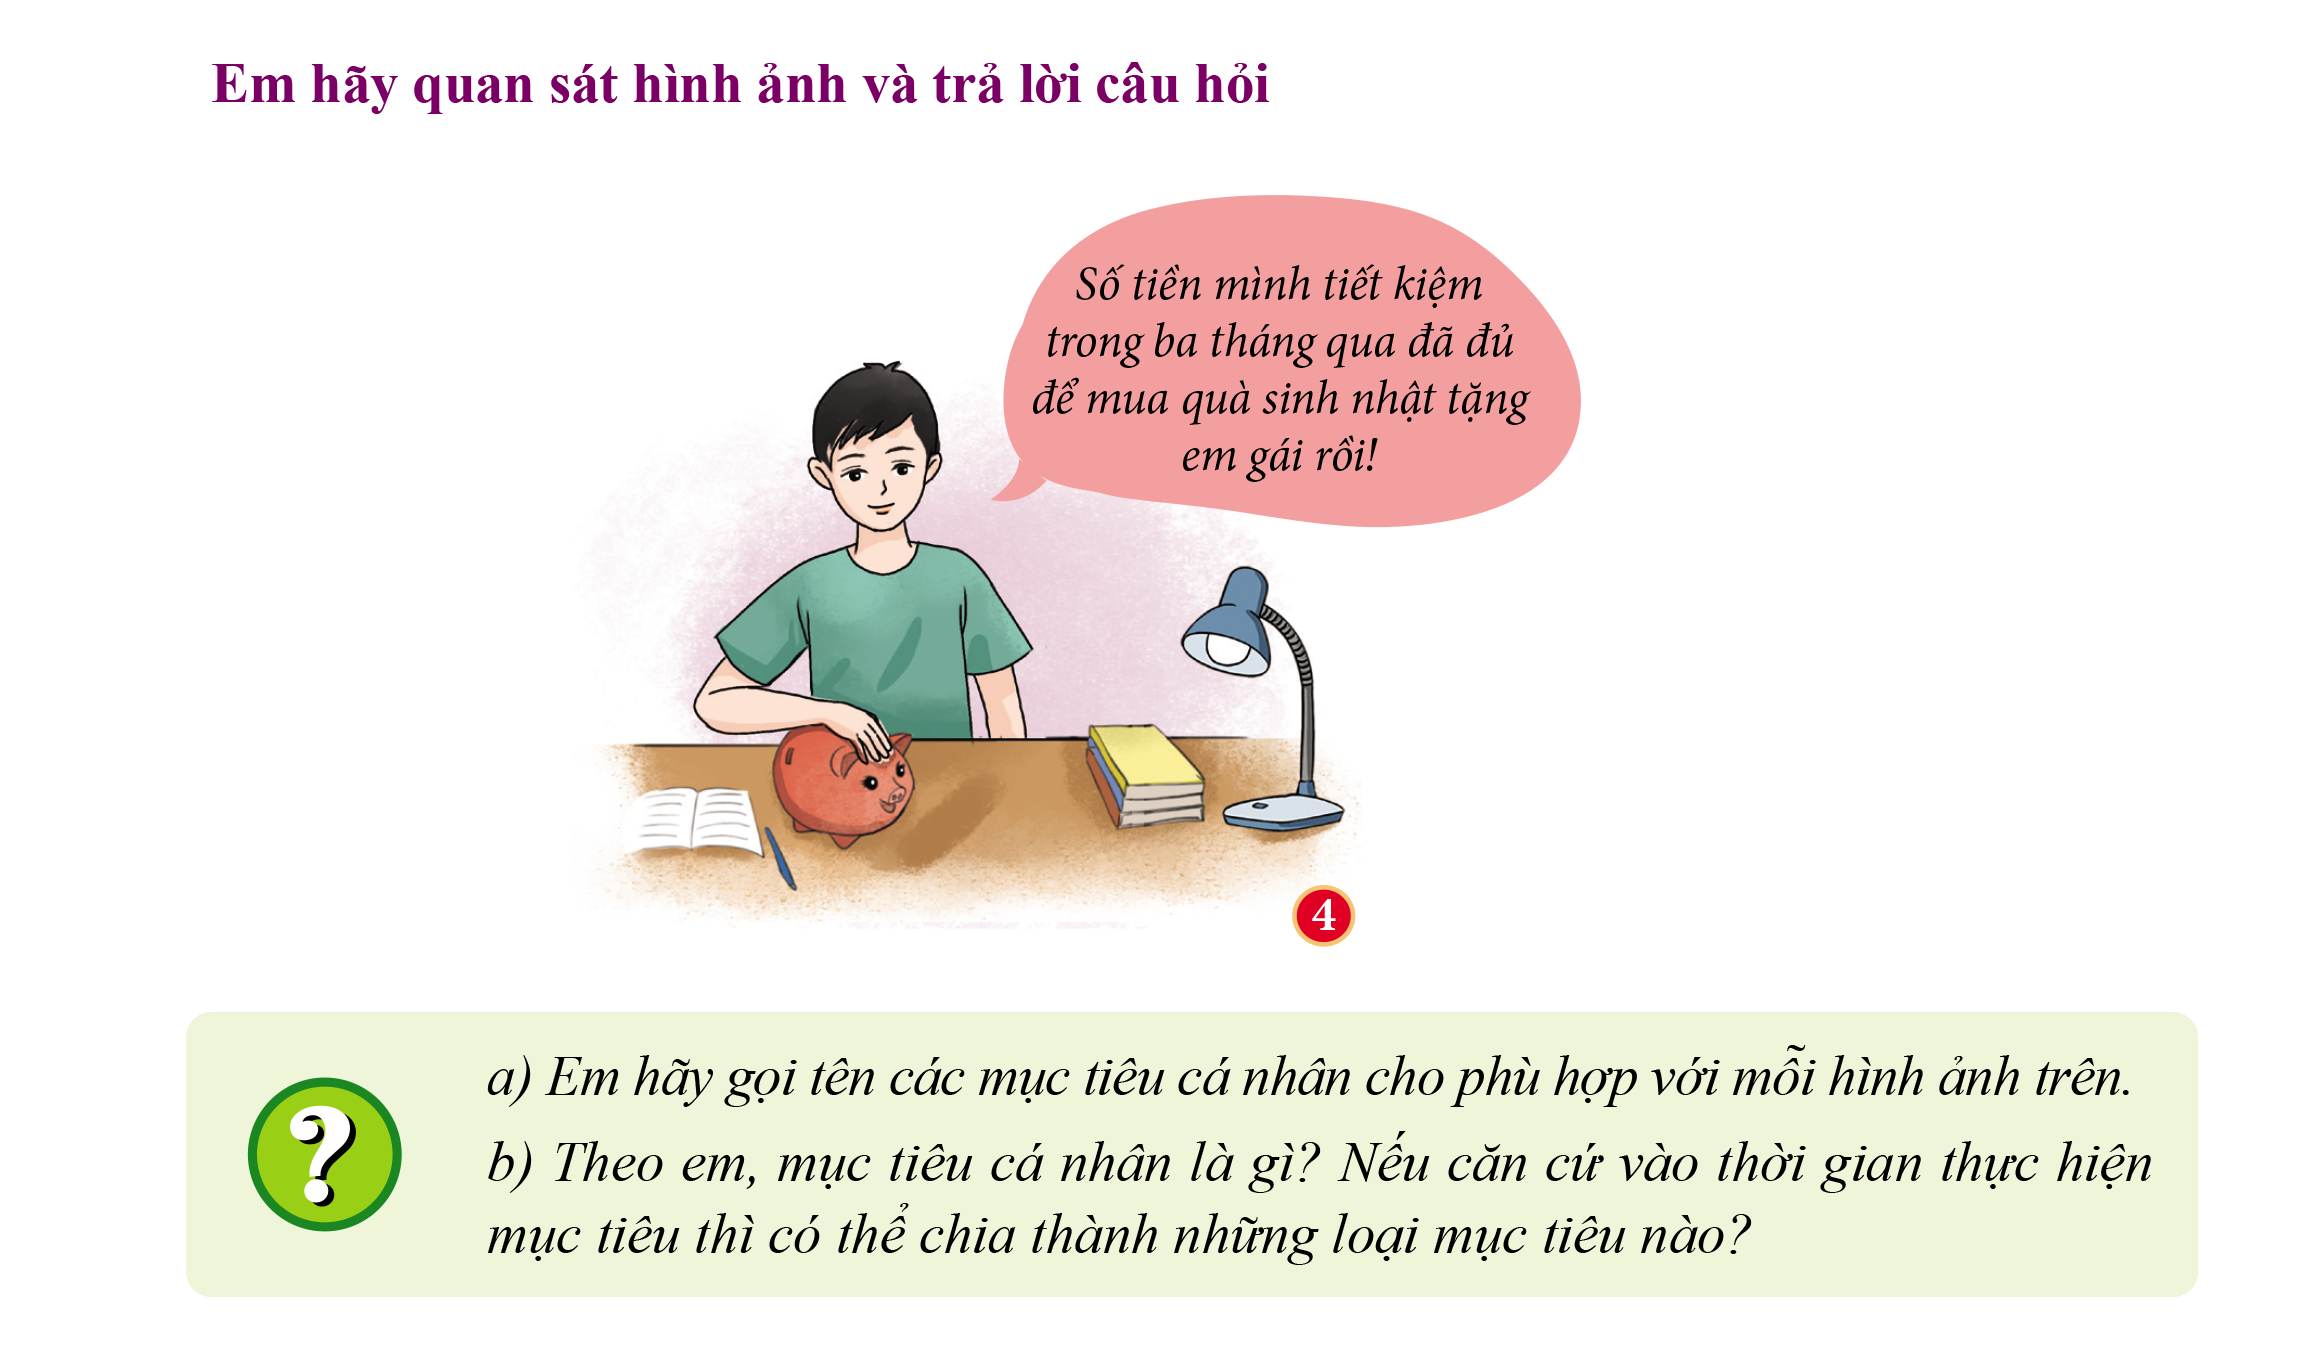 Em hãy quan sát hình ảnh và trả lời câu hỏi
Số tiền mình tiết kiệm
trong ba tháng qua đã đủ
để mua quà sinh nhật tặng
em gái rồi!
4
?
a) Em hãy gọi tên các mục tiêu cá nhân cho phù hợp với mỗi hình ảnh trên.
b) Theo em, mục tiêu cá nhân là gì? Nếu căn cứ vào thời gian thực hiện
mục tiêu thì có thể chia thành những loại mục tiêu nào?